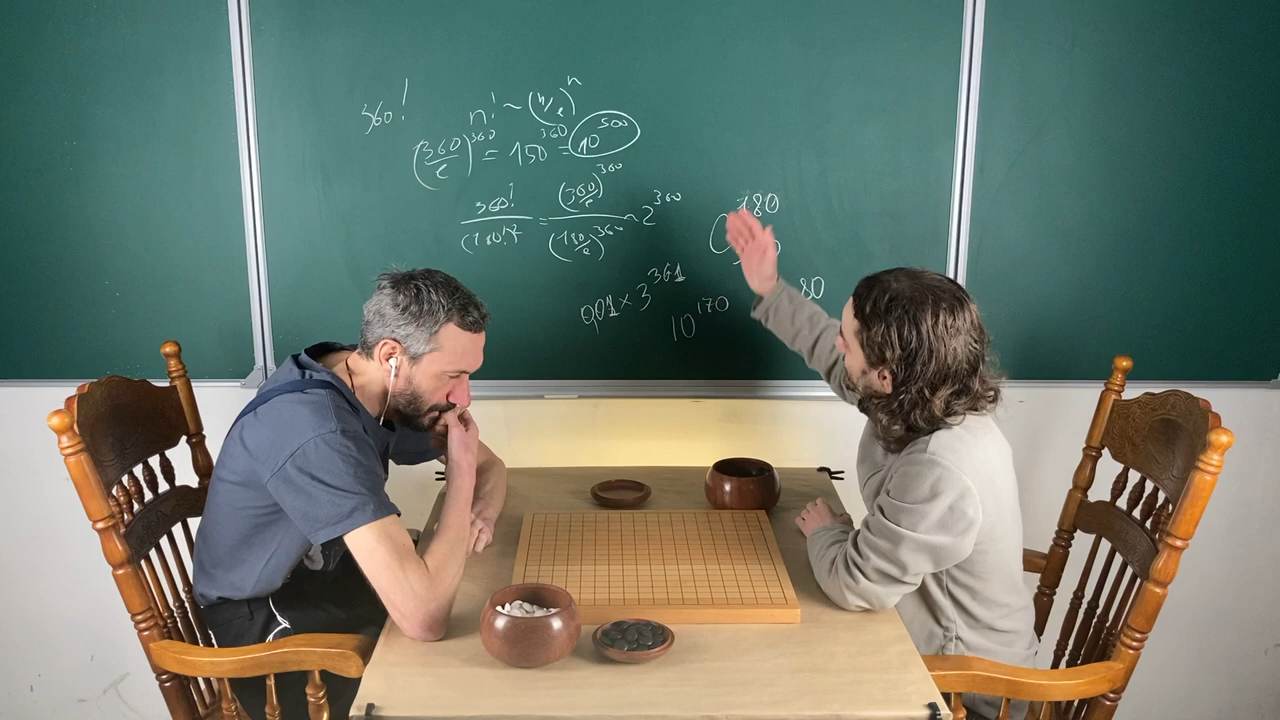 360!
n! ~ (n/e)^n
(360/e)^360 = 150^360 = 10^500
360!/(180!)² = (360/e)^360/(180/e)^360 ~ 2^360
180
0,01 × 3^361
80
10^170